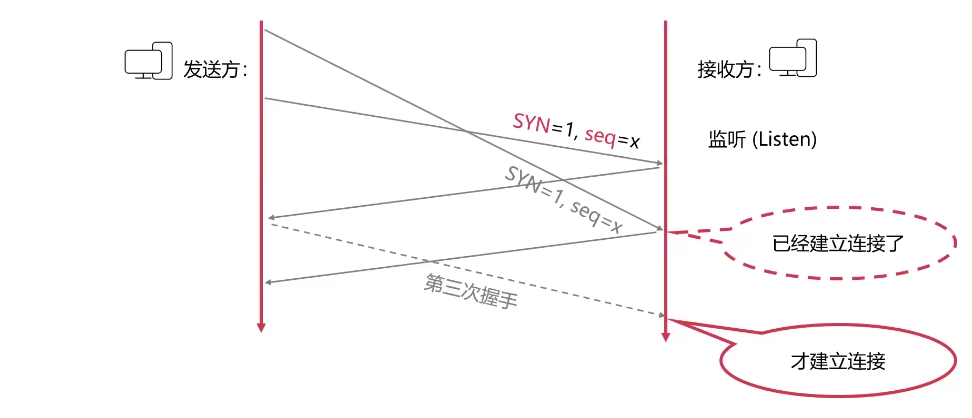 发送方：
接收方：
SYN=1, seq=x
监听 (Listen)
SYN=1, seq=x
已经建立连接了
第三次握手
才建立连接